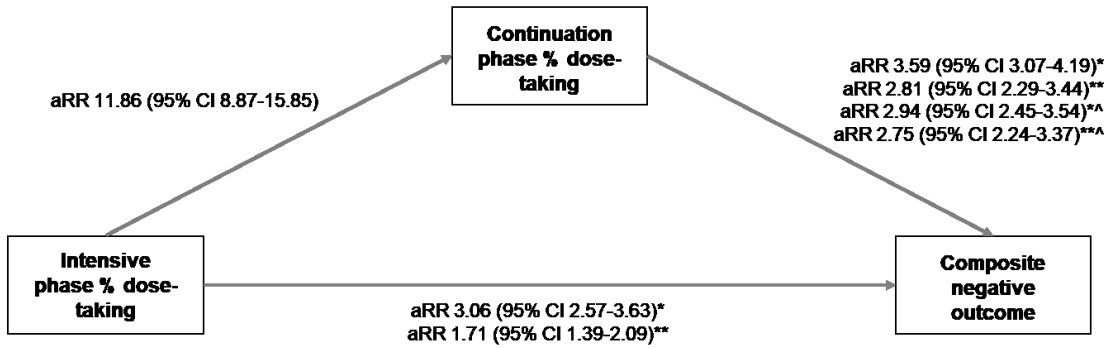 Continuation
phase % dose-
taking
aRR 3.59 (95% CI 3.07-4.19)*
aRR 2.81 (95% CI 2.29-3.44)**
aRR 2.94 (95% CI 2.45-3.54)*^
aRR 2.75 (95% CI 2.24-3.37)**^
aRR 11.86 (95% CI 8.87-15.85)
Intensive
phase % dose-
taking
aRR 3.06 (95% CI 2.57-3.63)*
aRR 1.71 (95% CI 1.39-2.09)**
Composite
negative
outcome